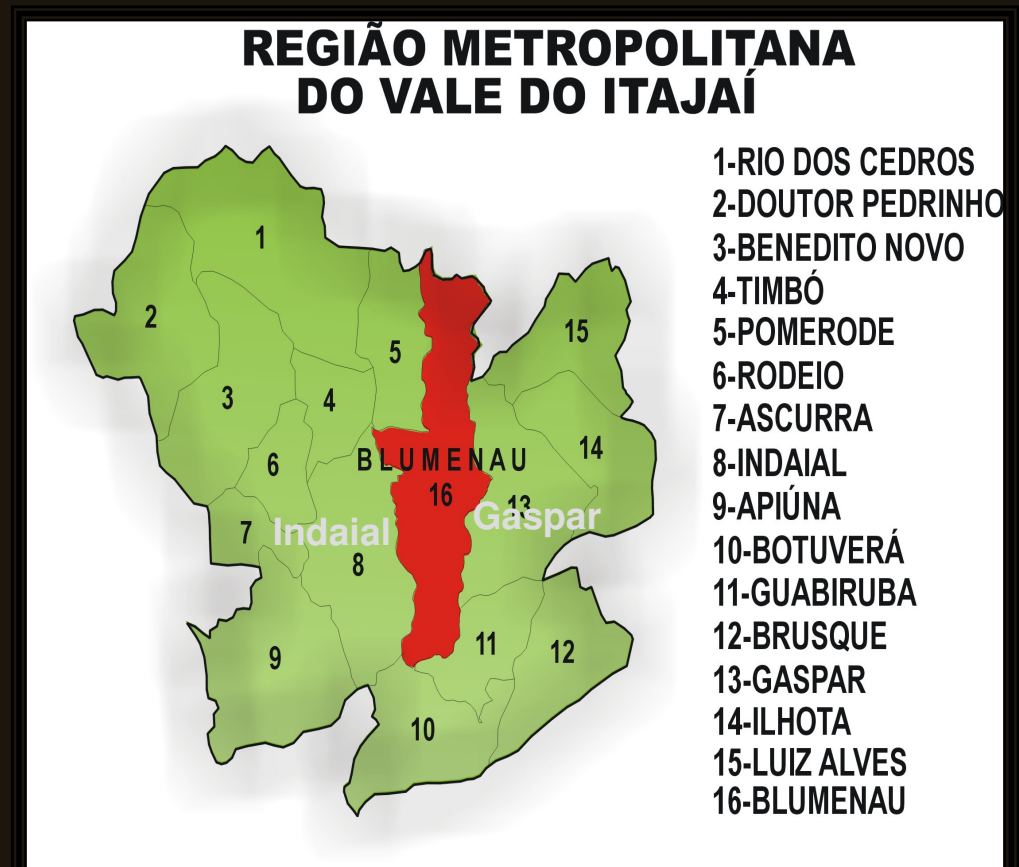 REGIÃO METROPOLITANA
DO VALE DO ITAJAÍ
1-RIO DOS CEDROS
2-DOUTOR PEDRINHO
3-BENEDITO NOVO
4-TIMBÓ
5-POMERODE
6-RODEIO
7-ASCURRA
8-INDAIAL
9-APIÚNA
10-BOTUVERÁ
11-GUABIRUBA
12-BRUSQUE
13-GASPAR
14-ILHOTA
15-LUIZ ALVES
16-BLUMENAU
1
2
15
5
3
4
14
BLUMENAU
6
16
13
Gaspar
7
Indaial
8
11
12
9
10